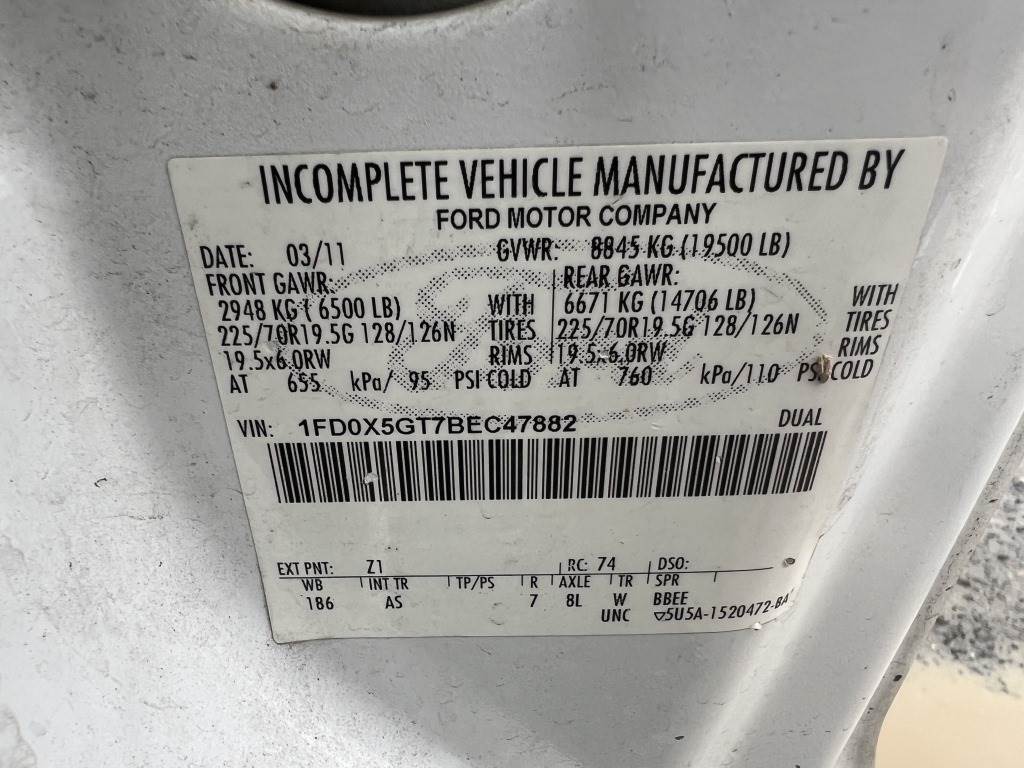 INCOMPLETE VEHICLE MANUFACTURED BY
FORD MOTOR COMPANY
DATE: 03/11 GVWR: 8845 KG (19500 LB)
FRONT GAWR: REAR GAWR:
2948 KG ( 6500 LB) WITH 6671 KG (14706 LB) WITH
225/70R19.5G 128/126N TIRES 225/70R19.5G 128/126N TIRES
19.5x6.0RW RIMS 19.5x6.0RW RIMS
AT 655 kPa/ 95 PSI COLD AT 760 kPa/110 PSI COLD
VIN: 1FD0X5GT7BEC47882 DUAL
EXT PNT: Z1 RC: 74 DSO:
WB INT TR TP/PS R AXLE TR SPR
186 AS 7 8L W BBEE
UNC ▽5U5A-1520472-BA